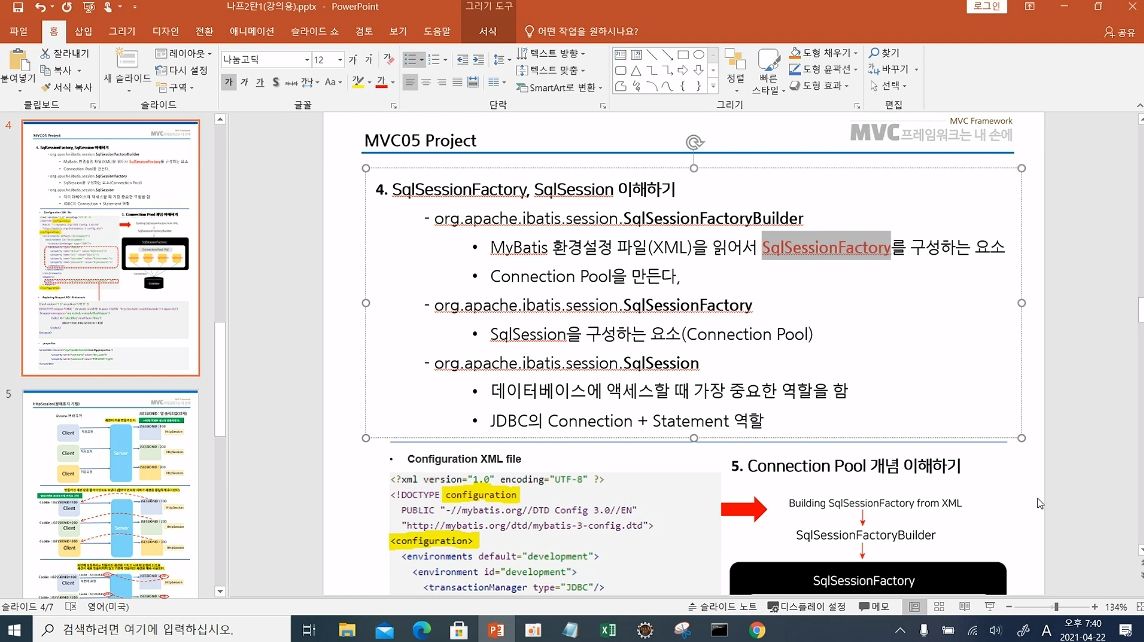 나프2탄1(강의용).pptx - PowerPoint
그리기 도구
로그인
파일 홈 삽입 그리기 디자인 전환 애니메이션 슬라이드 쇼 검토 보기 도움말 서식 어떤 작업을 원하시나요? 공유
붙여넣기
잘라내기
복사
서식 복사
클립보드
새 슬라이드
레이아웃
다시 설정
구역
슬라이드
나눔고딕 12
가 가 가 S
Aa
글꼴
텍스트 방향
텍스트 맞춤
SmartArt로 변환
단락
정렬
빠른 스타일
도형 채우기
도형 윤곽선
도형 효과
그리기
찾기
바꾸기
선택
편집
4
5
MVC05 Project
MVC Framework
MVC프레임워크는 내 손에
4. SqlSessionFactory, SqlSession 이해하기
- org.apache.ibatis.session.SqlSessionFactoryBuilder
• MyBatis 환경설정 파일(XML)을 읽어서 SqlSessionFactory를 구성하는 요소
• Connection Pool을 만든다,
- org.apache.ibatis.session.SqlSessionFactory
• SqlSession을 구성하는 요소(Connection Pool)
- org.apache.ibatis.session.SqlSession
• 데이터베이스에 액세스할 때 가장 중요한 역할을 함
• JDBC의 Connection + Statement 역할
• Configuration XML file
<?xml version="1.0" encoding="UTF-8" ?>
<!DOCTYPE configuration
PUBLIC "-//mybatis.org//DTD Config 3.0//EN"
"http://mybatis.org/dtd/mybatis-3-config.dtd">
<configuration>
<environments default="development">
<environment id="development">
<transactionManager type="JDBC"/>
5. Connection Pool 개념 이해하기
Building SqlSessionFactory from XML
SqlSessionFactoryBuilder
SqlSessionFactory
슬라이드 4/7 영어(미국) 슬라이드 노트 디스플레이 설정 메모 134%
검색하려면 여기에 입력하십시오.
A
오후 7:40
2021-04-22